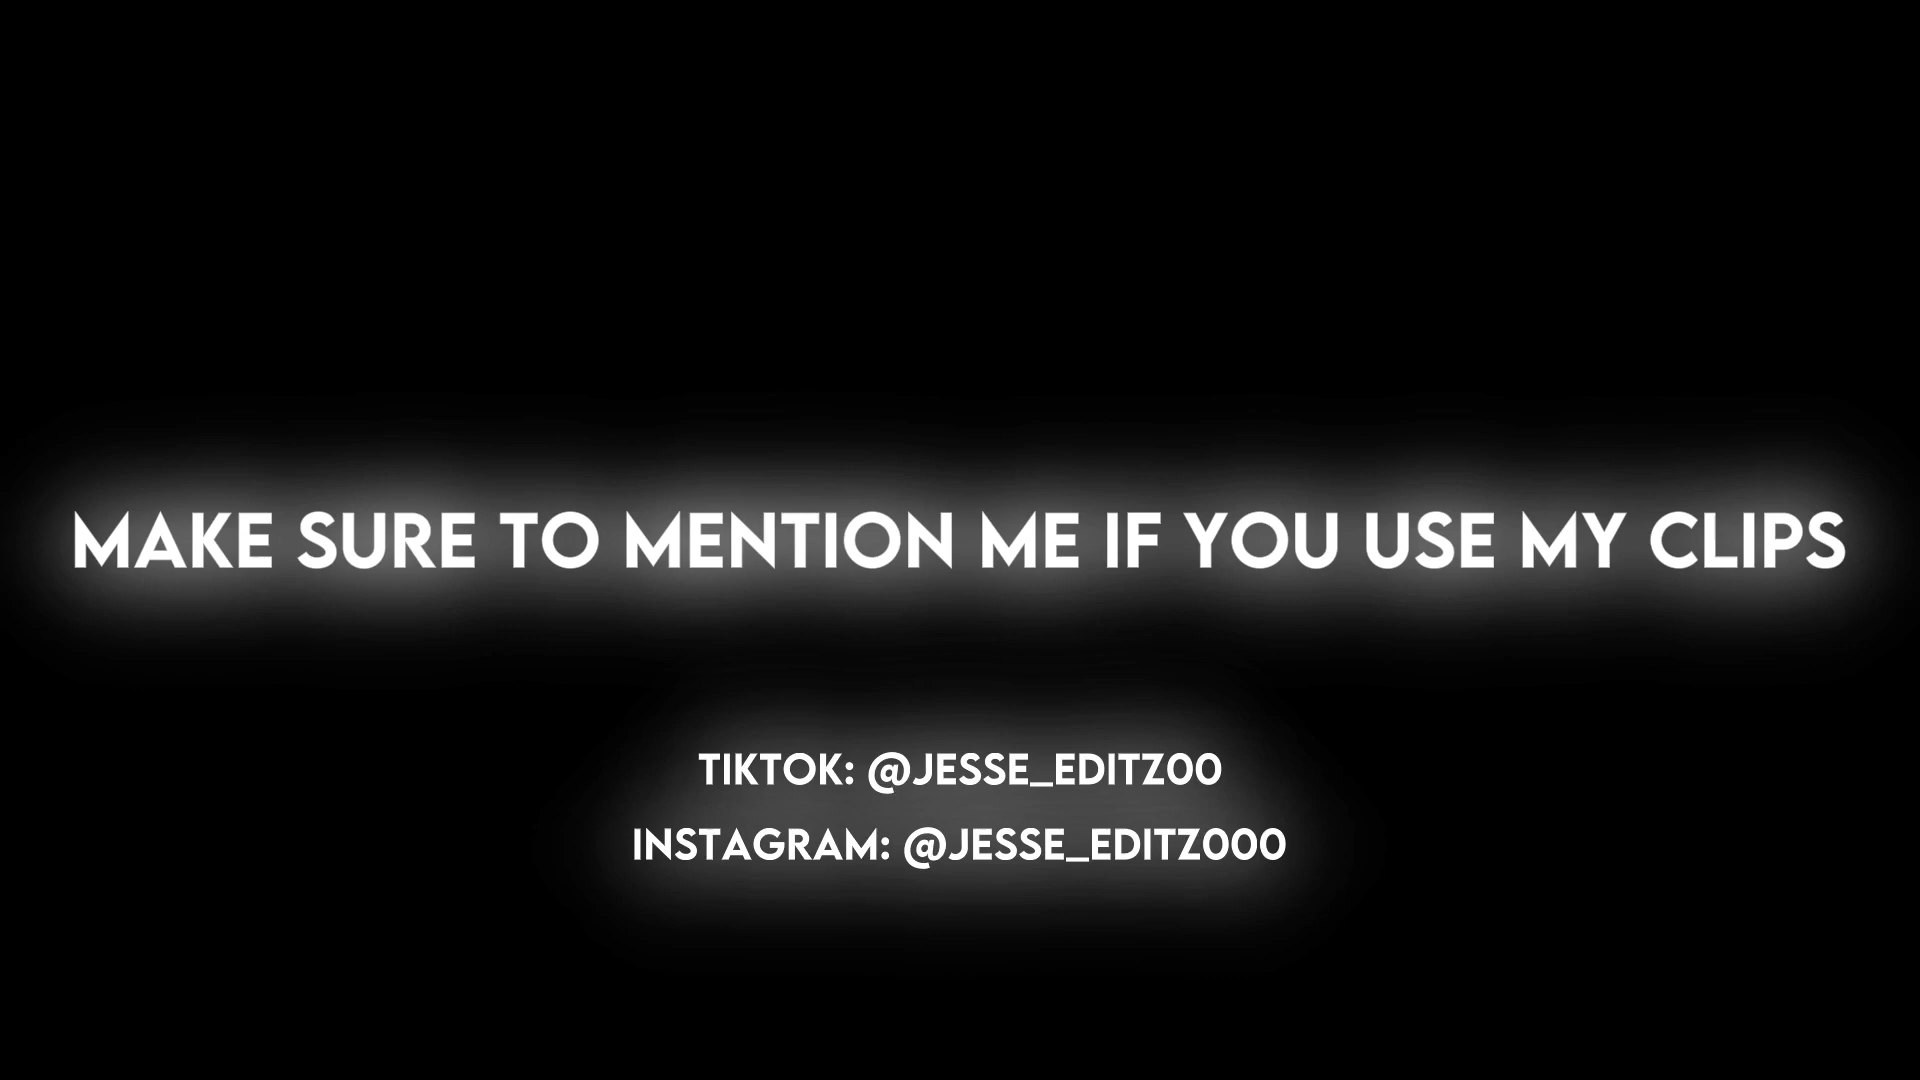 MAKE SURE TO MENTION ME IF YOU USE MY CLIPS
TIKTOK: @JESSE_EDITZ00
INSTAGRAM: @JESSE_EDITZ000